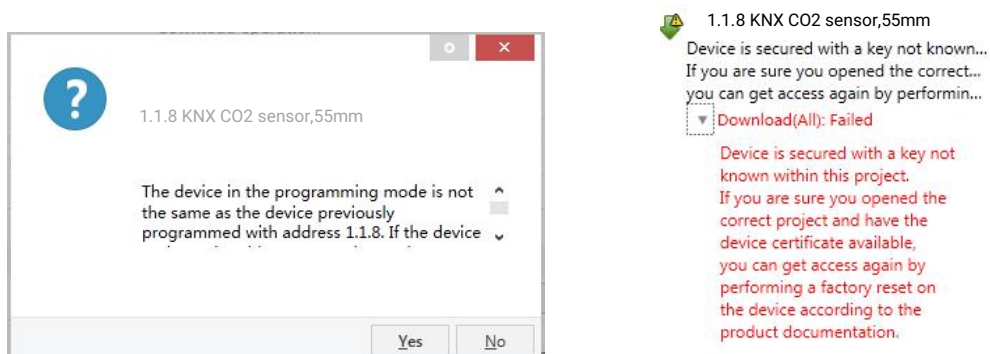 1.1.8 KNX CO2 sensor,55mm
The device in the programming mode is not
the same as the device previously
programmed with address 1.1.8. If the device
Yes
No
1.1.8 KNX CO2 sensor,55mm
Device is secured with a key not known...
If you are sure you opened the correct...
you can get access again by performin...
Download(All): Failed
Device is secured with a key not
known within this project.
If you are sure you opened the
correct project and have the
device certificate available,
you can get access again by
performing a factory reset on
the device according to the
product documentation.